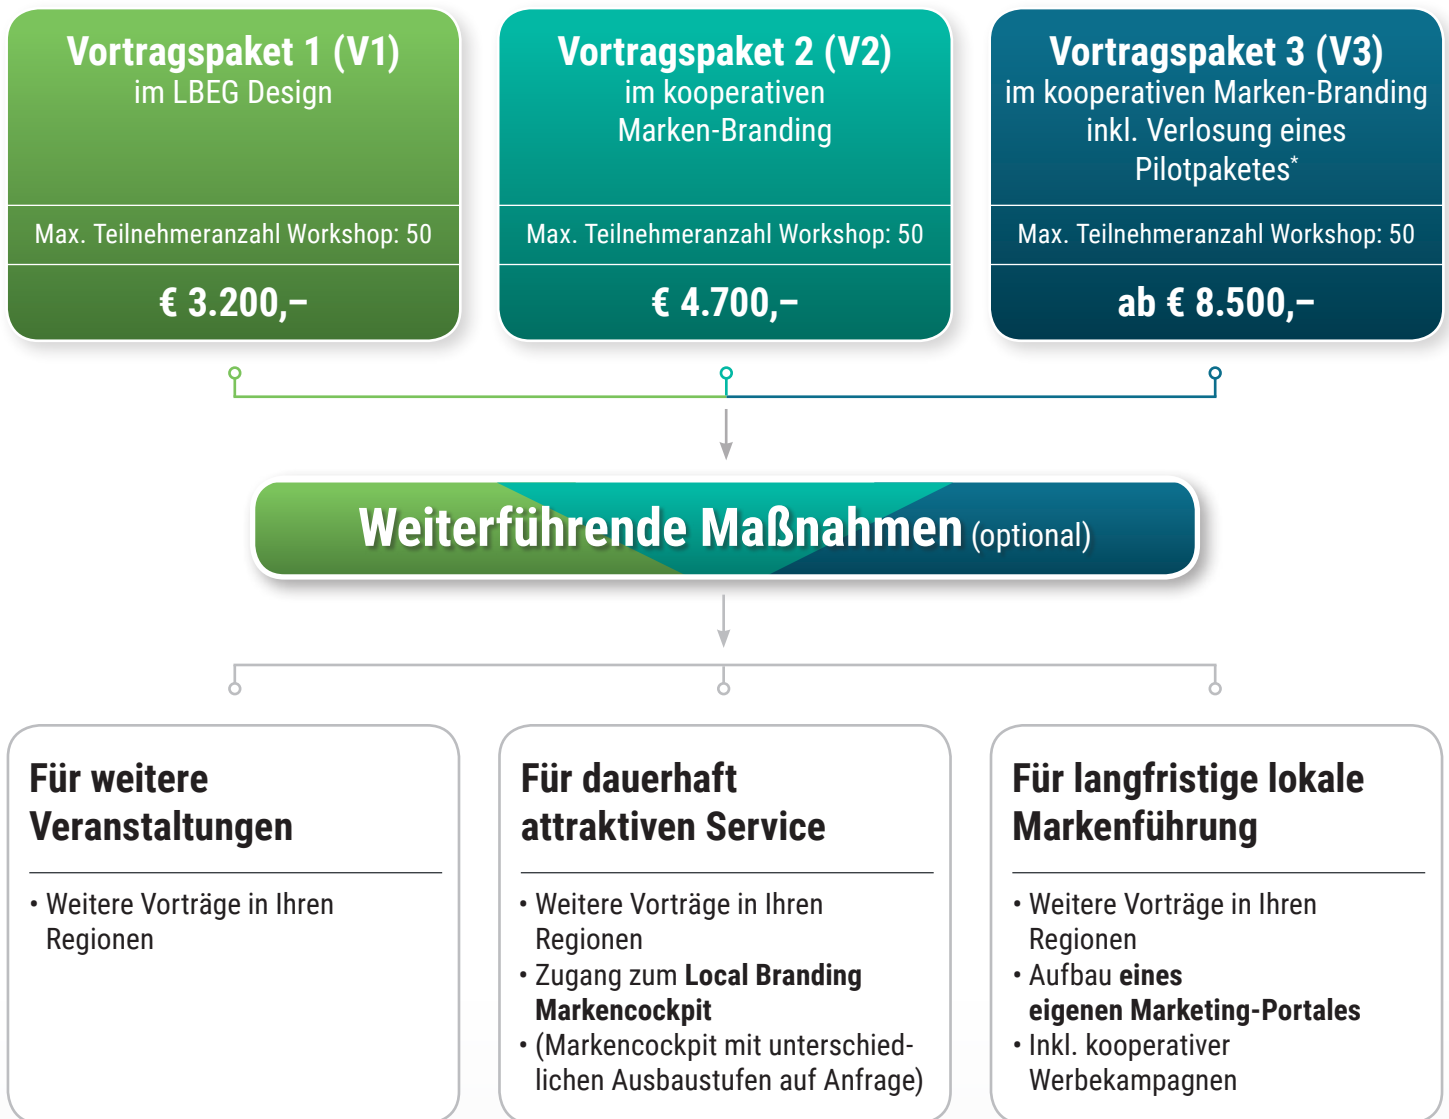 Vortragspaket 1 (V1)
im LBEG Design
Max. Teilnehmeranzahl Workshop: 50
€ 3.200,–
Vortragspaket 2 (V2)
im kooperativen
Marken-Branding
Max. Teilnehmeranzahl Workshop: 50
€ 4.700,–
Vortragspaket 3 (V3)
im kooperativen Marken-Branding
inkl. Verlosung eines
Pilotpaketes*
Max. Teilnehmeranzahl Workshop: 50
ab € 8.500,–
Weiterführende Maßnahmen (optional)
Für weitere
Veranstaltungen
• Weitere Vorträge in Ihren
Regionen
Für dauerhaft
attraktiven Service
• Weitere Vorträge in Ihren
Regionen
• Zugang zum Local Branding
Markencockpit
• (Markencockpit mit unterschied-
lichen Ausbaustufen auf Anfrage)
Für langfristige lokale
Markenführung
• Weitere Vorträge in Ihren
Regionen
• Aufbau eines
eigenen Marketing-Portales
• Inkl. kooperativer
Werbekampagnen